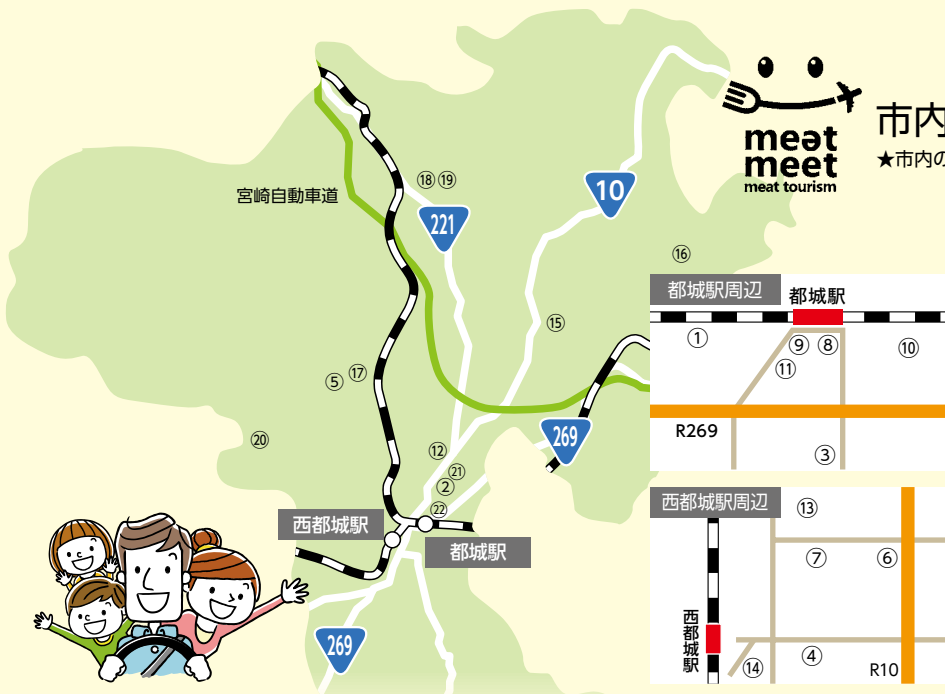 meat
meet
meat tourism
市内
★市内の
宮崎自動車道
⑱⑲
221
10
⑯
⑮
⑤
⑰
⑳
269
⑫
㉑
②
㉒
西都城駅
都城駅
269
都城駅周辺
都城駅
①
⑨
⑧
⑩
⑪
R269
③
西都城駅周辺
⑬
⑦
⑥
西都城駅
④
⑭
R10